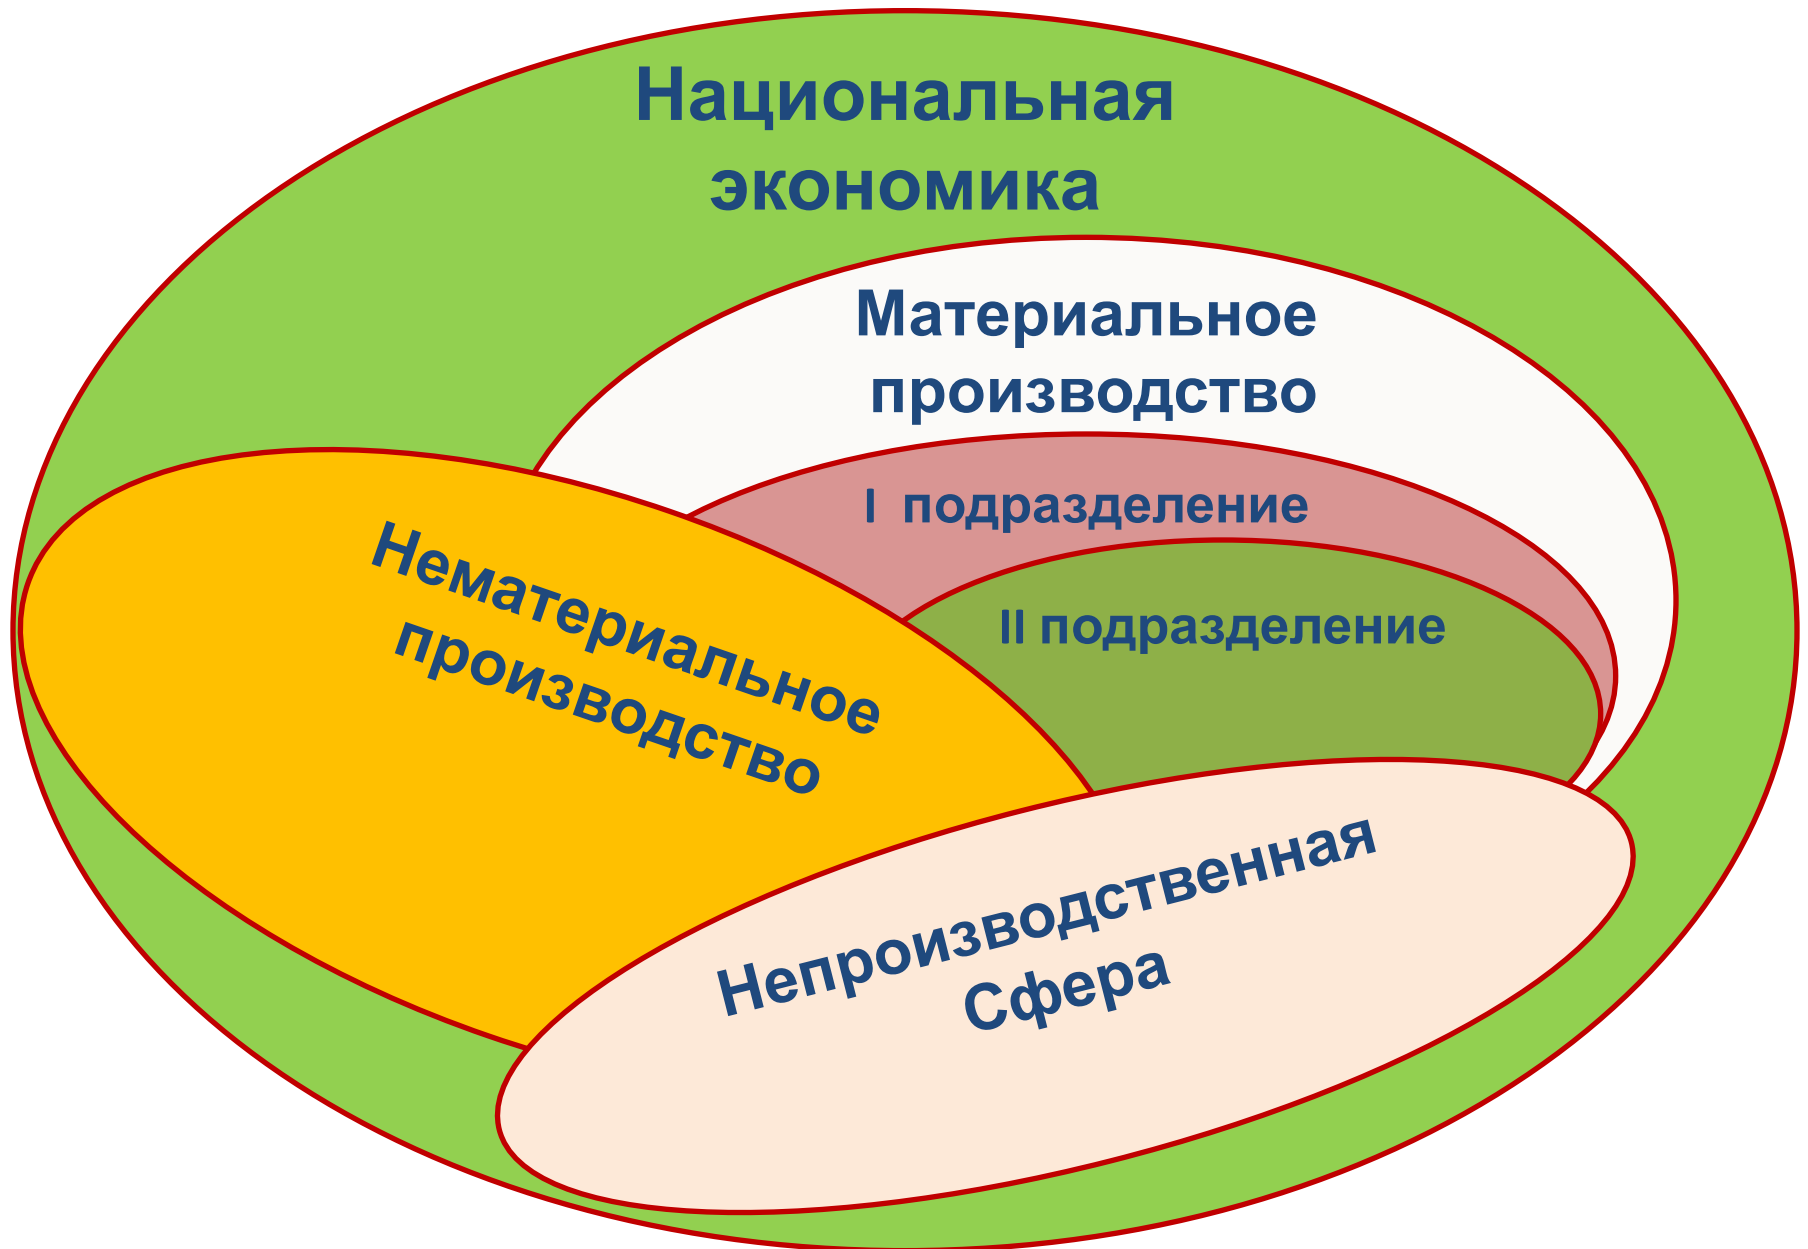 Национальная
экономика
Материальное
производство
I подразделение
II подразделение
Нематериальное
производство
Непроизводственная
Сфера